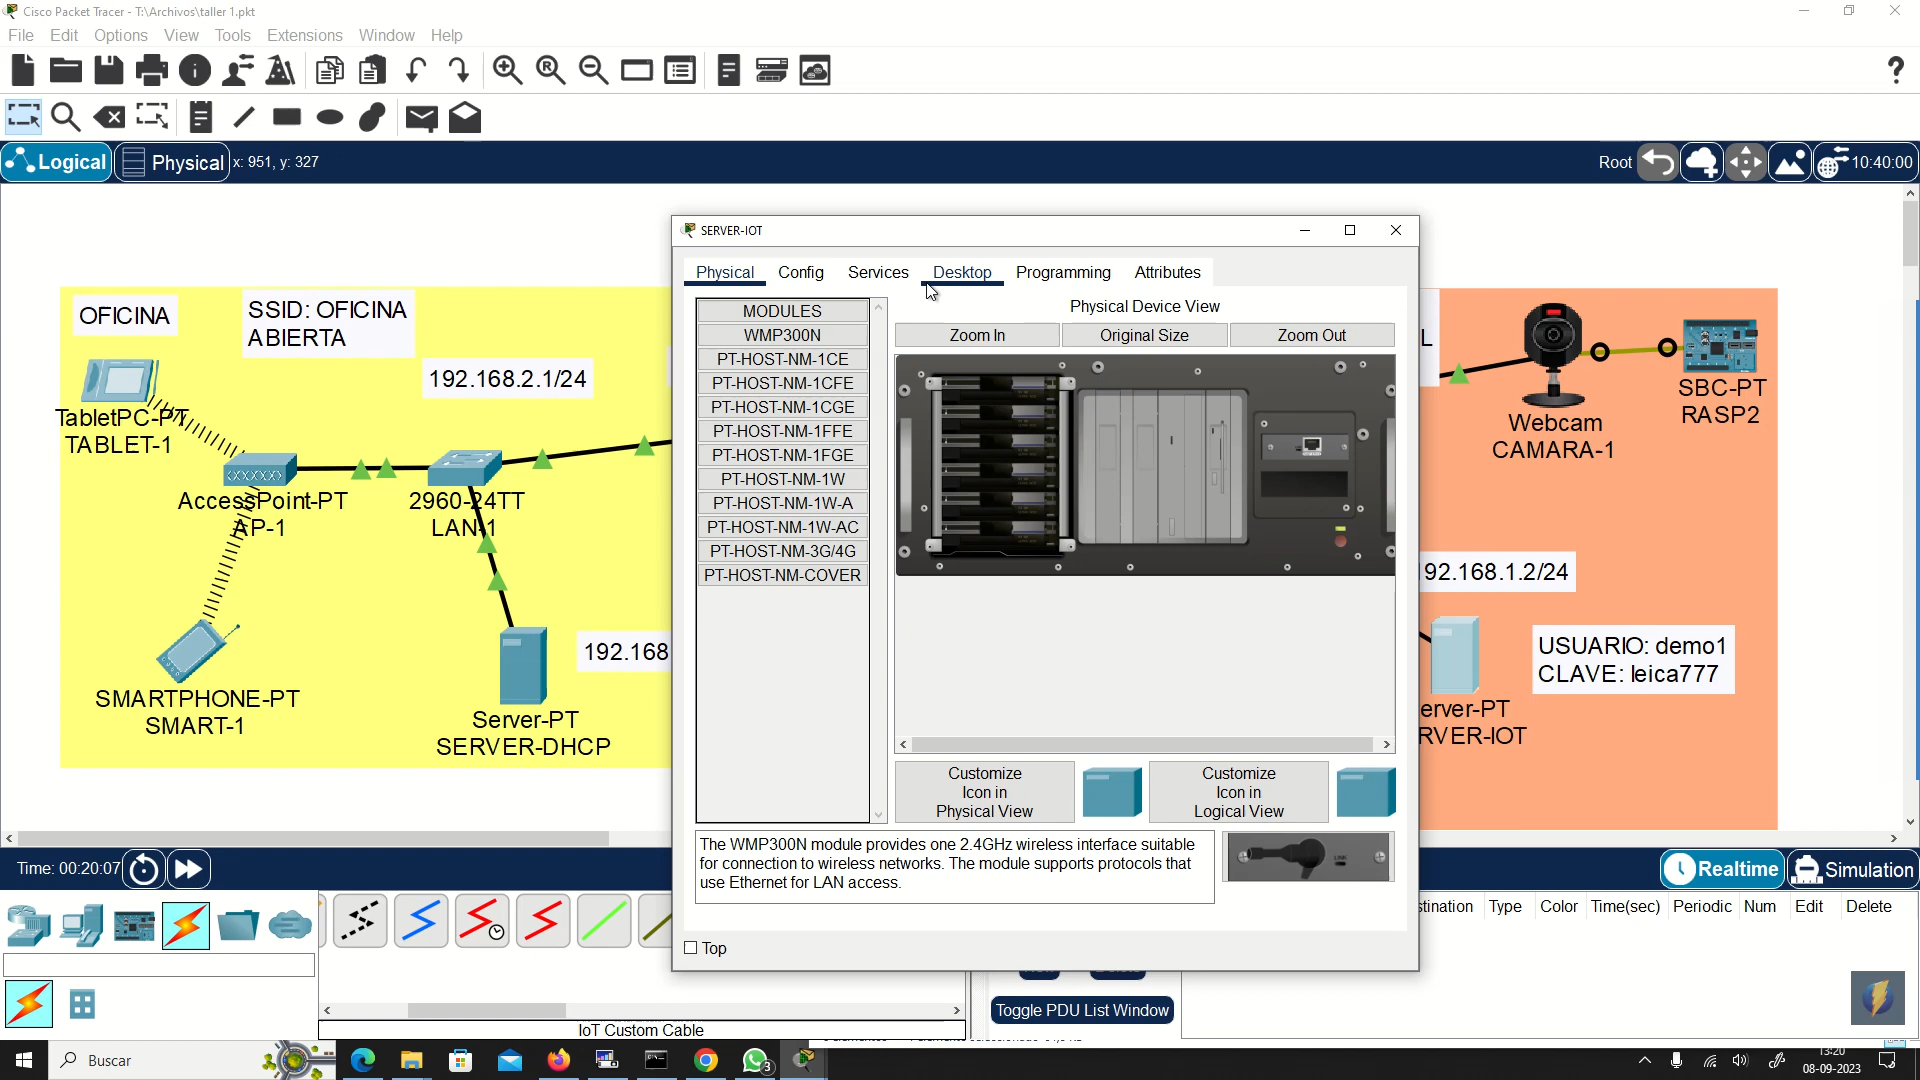 Cisco Packet Tracer - T:\Archivos\taller 1.pkt
File Edit Options View Tools Extensions Window Help
Logical Physical x: 951, y: 327 Root 10:40:00
SERVER-IOT
Physical Config Services Desktop Programming Attributes
MODULES
WMP300N
PT-HOST-NM-1CE
PT-HOST-NM-1CFE
PT-HOST-NM-1CGE
PT-HOST-NM-1FFE
PT-HOST-NM-1FGE
PT-HOST-NM-1W
PT-HOST-NM-1W-A
PT-HOST-NM-1W-AC
PT-HOST-NM-3G/4G
PT-HOST-NM-COVER
Physical Device View
Zoom In Original Size Zoom Out
Customize
Icon in
Physical View
Customize
Icon in
Logical View
The WMP300N module provides one 2.4GHz wireless interface suitable
for connection to wireless networks. The module supports protocols that
use Ethernet for LAN access.
Top
OFICINA
SSID: OFICINA
ABIERTA
192.168.2.1/24
TabletPC-PT
TABLET-1
AccessPoint-PT
AP-1
2960-24TT
LAN-1
SMARTPHONE-PT
SMART-1
Server-PT
SERVER-DHCP
192.168
L
Webcam
CAMARA-1
SBC-PT
RASP2
92.168.1.2/24
USUARIO: demo1
CLAVE: leica777
erver-PT
RVER-IOT
Time: 00:20:07
Realtime Simulation
stination Type Color Time(sec) Periodic Num Edit Delete
Toggle PDU List Window
IoT Custom Cable
Buscar
3
13:20
08-09-2023